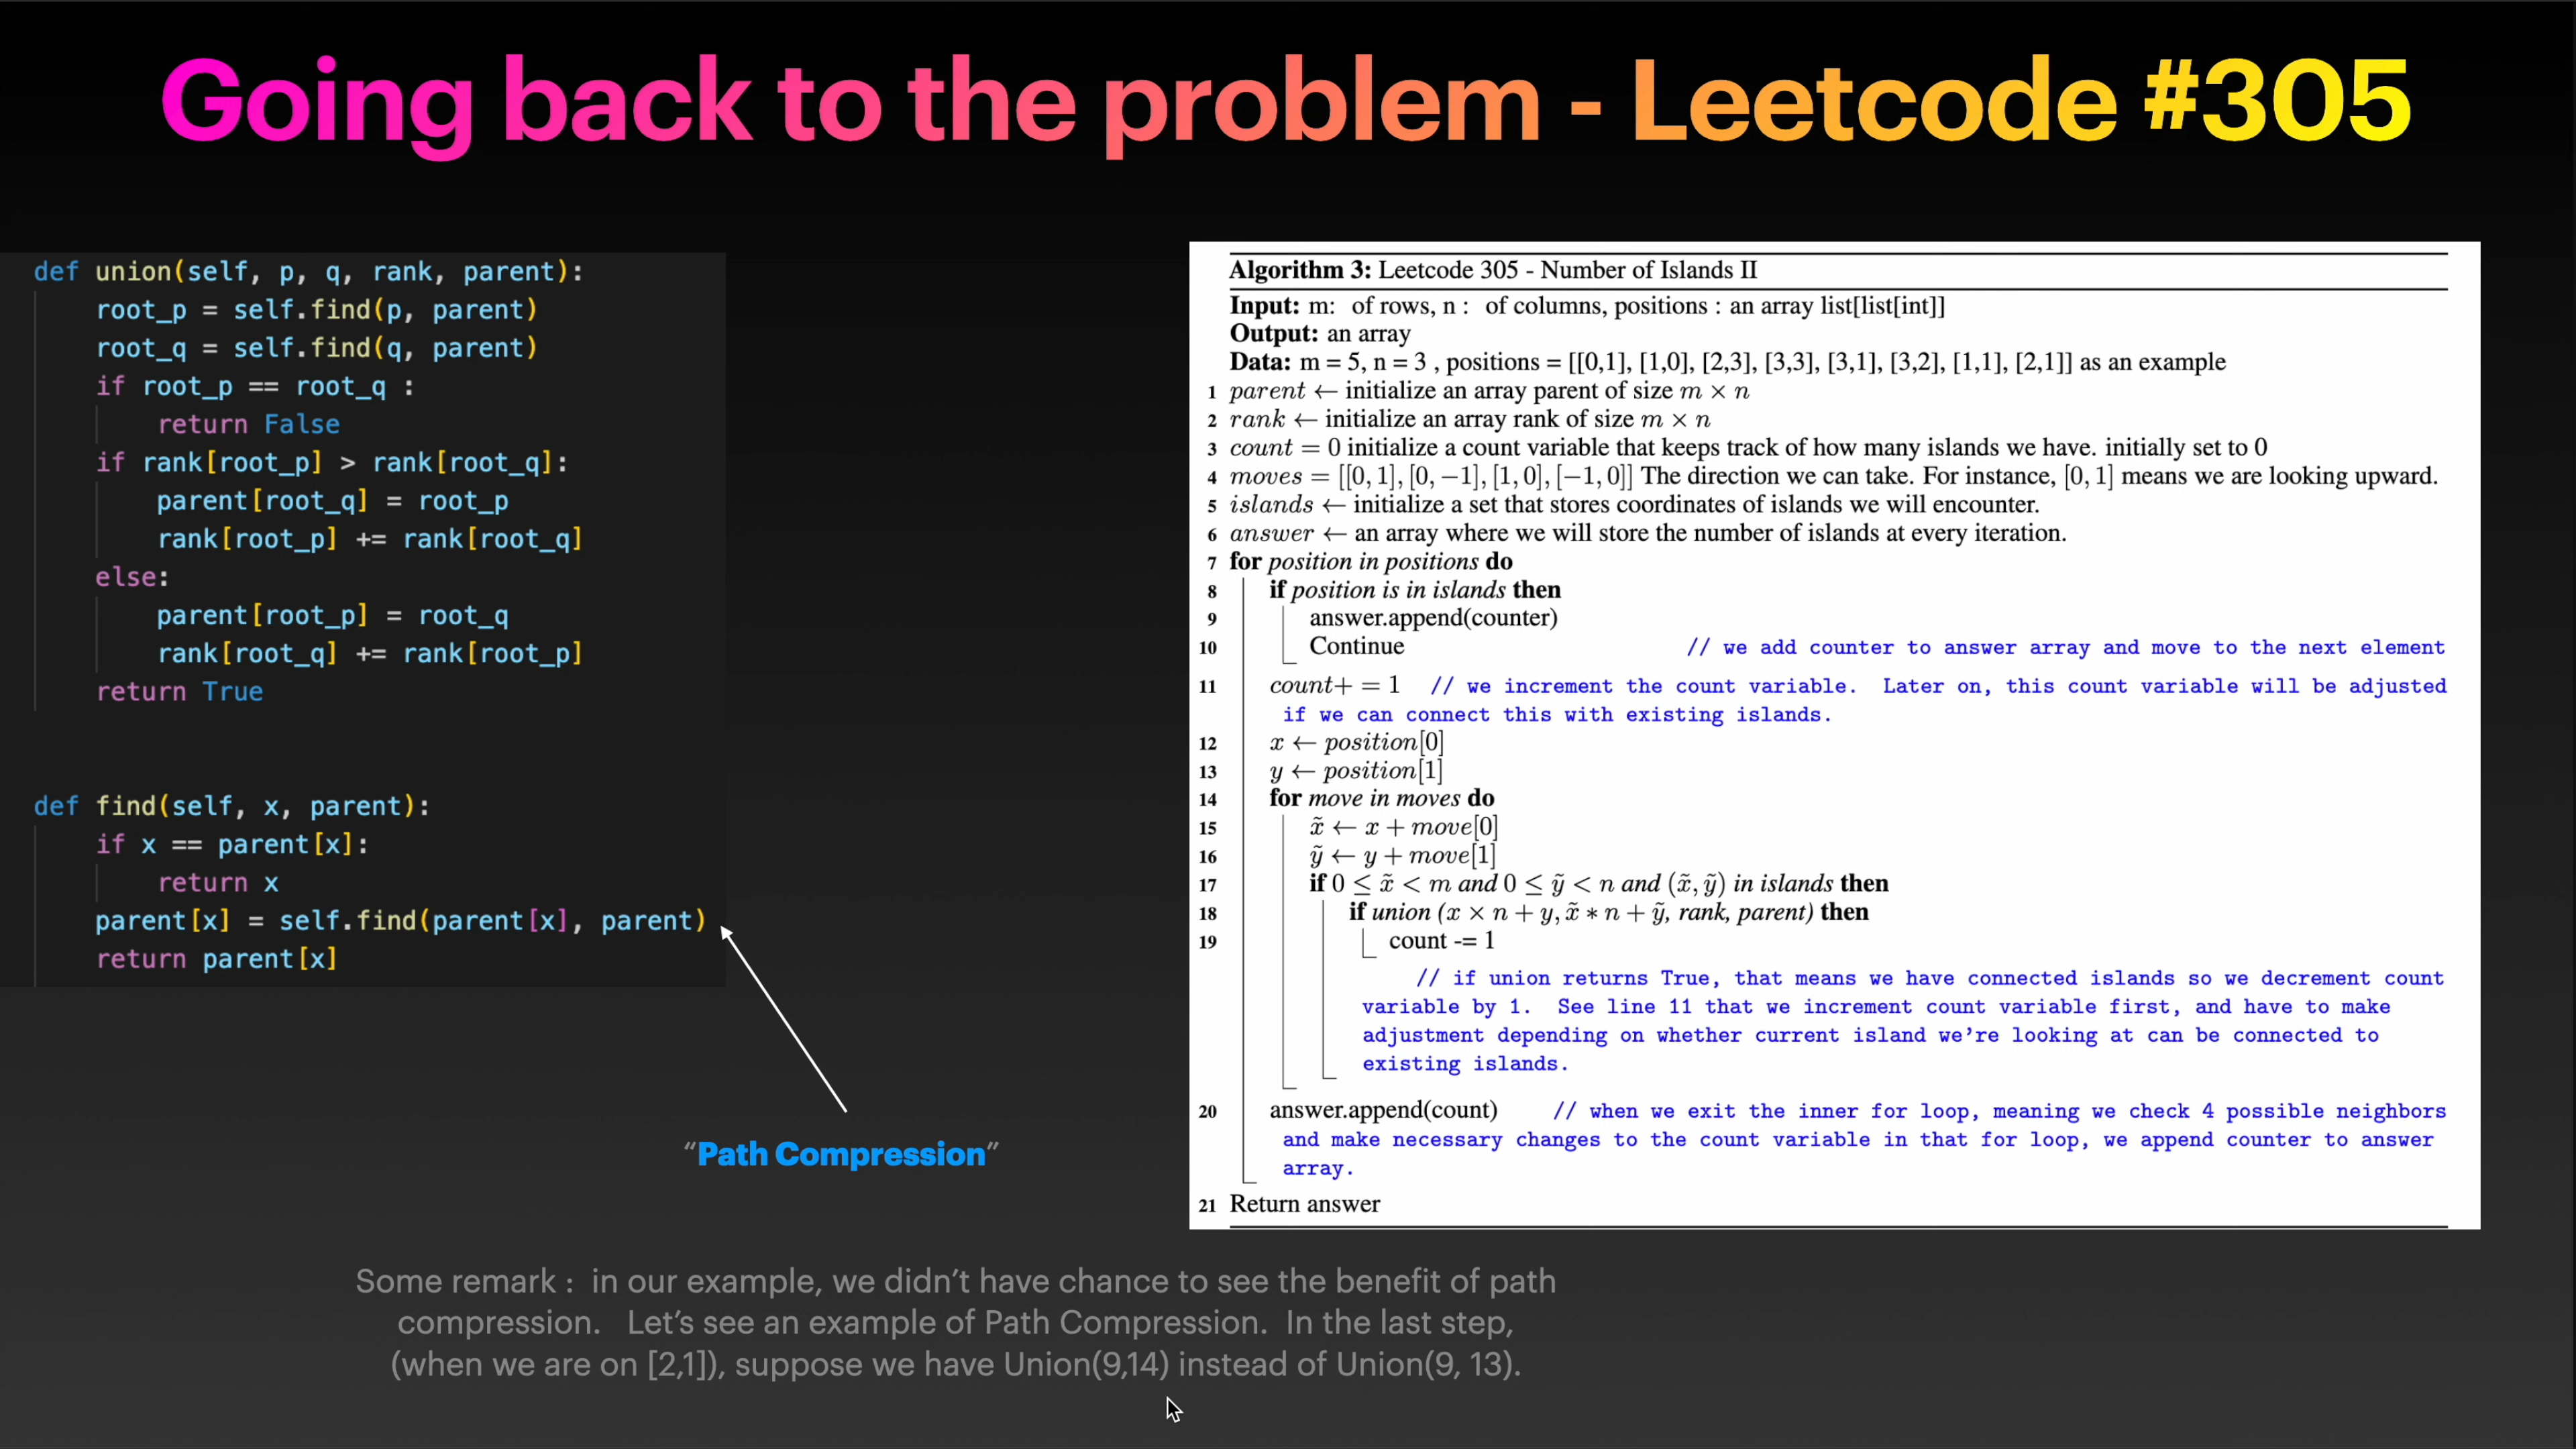 Going back to the problem - Leetcode #305
def union(self, p, q, rank, parent):
root_p = self.find(p, parent)
root_q = self.find(q, parent)
if root_p == root_q :
return False
if rank[root_p] > rank[root_q]:
parent[root_q] = root_p
rank[root_p] += rank[root_q]
else:
parent[root_p] = root_q
rank[root_q] += rank[root_p]
return True
def find(self, x, parent):
if x == parent[x]:
return x
parent[x] = self.find(parent[x], parent)
return parent[x]
“Path Compression”
Algorithm 3: Leetcode 305 - Number of Islands II
Input: m: of rows, n : of columns, positions : an array list[list[int]]
Output: an array
Data: m = 5, n = 3 , positions = [[0,1], [1,0], [2,3], [3,3], [3,1], [3,2], [1,1], [2,1]] as an example
1 parent ← initialize an array parent of size m × n
2 rank ← initialize an array rank of size m × n
3 count = 0 initialize a count variable that keeps track of how many islands we have. initially set to 0
4 moves = [[0, 1], [0, −1], [1, 0], [−1, 0]] The direction we can take. For instance, [0, 1] means we are looking upward.
5 islands ← initialize a set that stores coordinates of islands we will encounter.
6 answer ← an array where we will store the number of islands at every iteration.
7 for position in positions do
8 if position is in islands then
9 answer.append(counter)
10 Continue // we add counter to answer array and move to the next element
11 count+ = 1 // we increment the count variable. Later on, this count variable will be adjusted
if we can connect this with existing islands.
12 x ← position[0]
13 y ← position[1]
14 for move in moves do
15 x̃ ← x + move[0]
16 ỹ ← y + move[1]
17 if 0 ≤ x̃ < m and 0 ≤ ỹ < n and (x̃, ỹ) in islands then
18 if union (x × n + y, x̃ ∗ n + ỹ, rank, parent) then
19 count -= 1
// if union returns True, that means we have connected islands so we decrement count
variable by 1. See line 11 that we increment count variable first, and have to make
adjustment depending on whether current island we’re looking at can be connected to
existing islands.
20 answer.append(count) // when we exit the inner for loop, meaning we check 4 possible neighbors
and make necessary changes to the count variable in that for loop, we append counter to answer
array.
21 Return answer
Some remark : in our example, we didn’t have chance to see the benefit of path
compression. Let’s see an example of Path Compression. In the last step,
(when we are on [2,1]), suppose we have Union(9,14) instead of Union(9, 13).